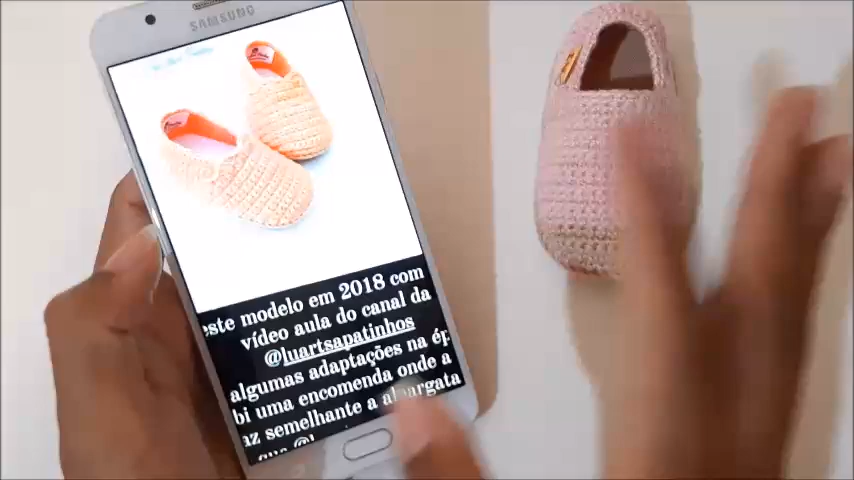 SAMSUNG
este modelo em 2018 com
vídeo aula do canal da
@luartsapatinhos
algumas adaptações na ép
bi uma encomenda onde a
az semelhante a alpargata